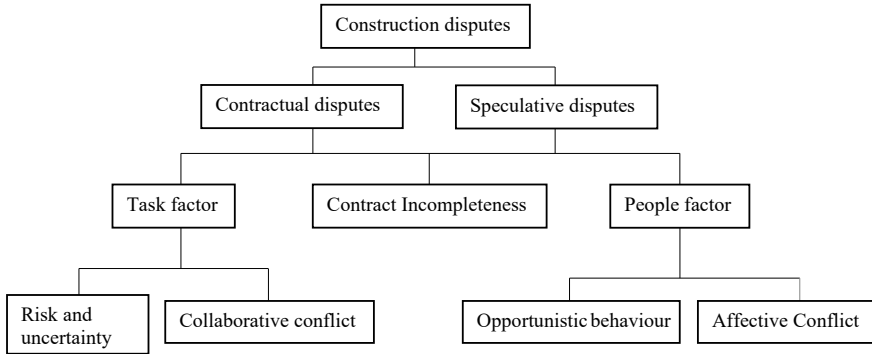 Construction disputes
Contractual disputes
Speculative disputes
Task factor
Contract Incompleteness
People factor
Risk and
uncertainty
Collaborative conflict
Opportunistic behaviour
Affective Conflict